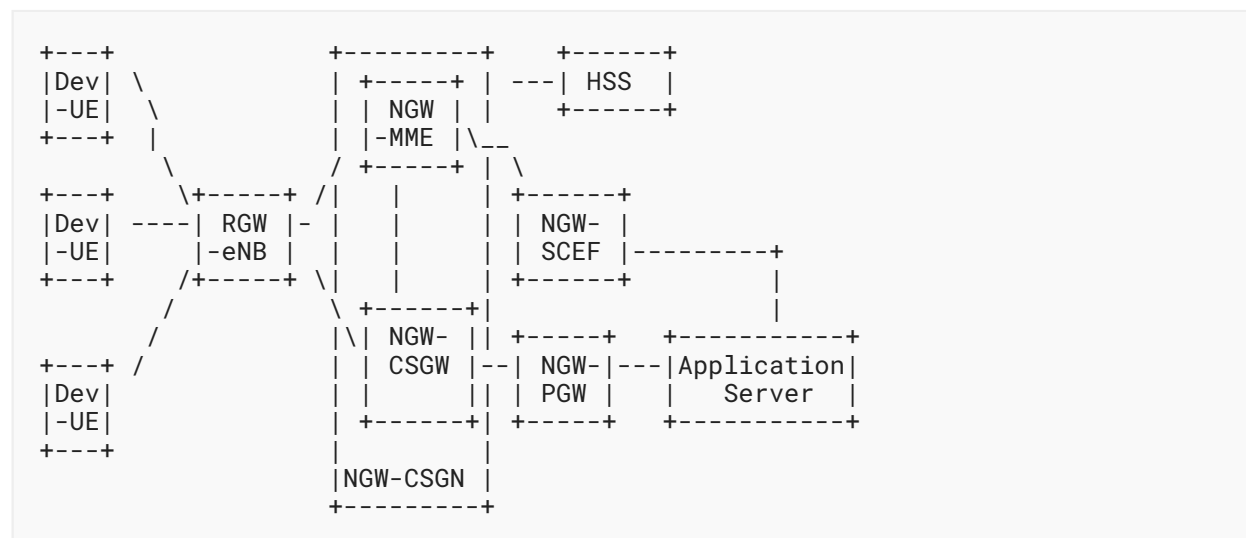 +---+              +---------+    +------+
|Dev| \            | +-----+ | ---| HSS  |
|-UE|  \           | | NGW | |    +------+
+---+  |           | |-MME |\__
        \          / +-----+ | \
+---+    \+-----+ /|   |     | +------+
|Dev| ----| RGW |- |   |     | | NGW- |
|-UE|     |-eNB |  |   |     | | SCEF |---------+
+---+    /+-----+ \|   |     | +------+         |
        /          \ +------+|                  |
       /           |\| NGW- || +-----+   +-----------+
+---+ /            | | CSGW |--| NGW-|---|Application|
|Dev|              | |      || | PGW |   |   Server  |
|-UE|              | +------+| +-----+   +-----------+
+---+              |         |
                   |NGW-CSGN |
                   +---------+